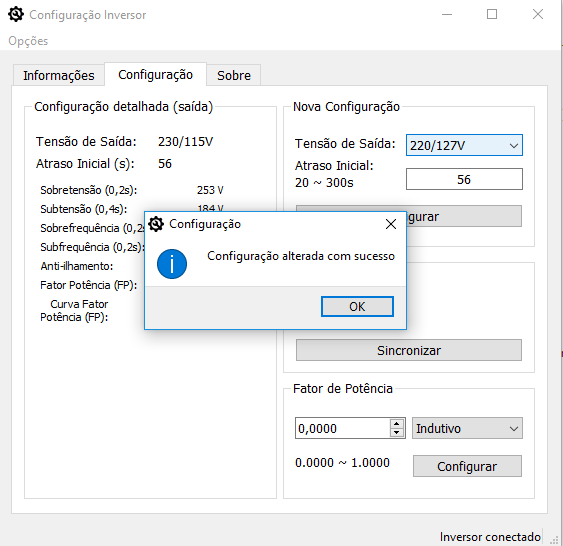 Configuração Inversor
Opções
Informações
Configuração
Sobre
Configuração detalhada (saída)
Tensão de Saída: 230/115V
Atraso Inicial (s): 56
Sobretensão (0,2s): 253 V
Subtensão (0,4s): 184 V
Sobrefrequência (0,2s
Subfrequência (0,2s):
Anti-ilhamento:
Fator Potência (FP):
Curva Fator
Potência (FP):
Nova Configuração
Tensão de Saída: 220/127V
Atraso Inicial:
20 ~ 300s
56
gurar
Configuração
Configuração alterada com sucesso
OK
Sincronizar
Fator de Potência
0,0000
Indutivo
0.0000 ~ 1.0000
Configurar
Inversor conectado